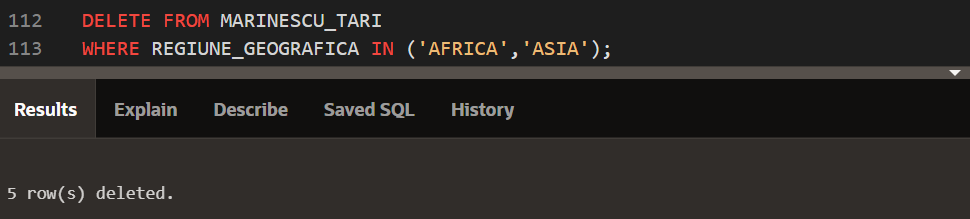 112 DELETE FROM MARINESCU_TARI
113 WHERE REGIUNE_GEOGRAFICA IN ('AFRICA','ASIA');
Results Explain Describe Saved SQL History
5 row(s) deleted.